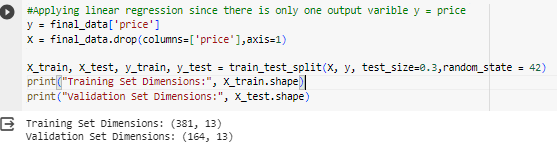 #Applying linear regression since there is only one output varible y = price
y = final_data['price']
X = final_data.drop(columns=['price'],axis=1)
X_train, X_test, y_train, y_test = train_test_split(X, y, test_size=0.3,random_state = 42)
print("Training Set Dimensions:", X_train.shape)
print("Validation Set Dimensions:", X_test.shape)
Training Set Dimensions: (381, 13)
Validation Set Dimensions: (164, 13)